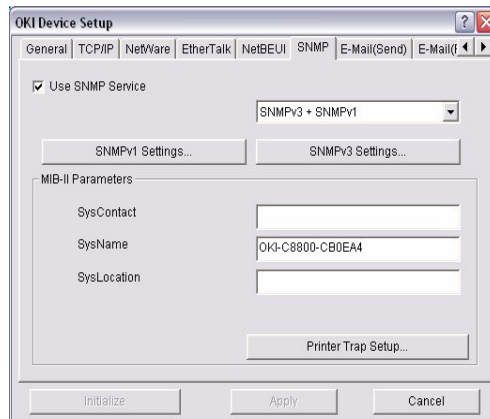 OKI Device Setup
General TCP/IP NetWare EtherTalk NetBEUI SNMP E-Mail(Send)
Use SNMP Service
SNMPv3 + SNMPv1
SNMPv1 Settings... SNMPv3 Settings...
MIB-II Parameters
SysContact
SysName OKI-C8800-CB0EA4
SysLocation
Printer Trap Setup...
Initialize Apply Cancel